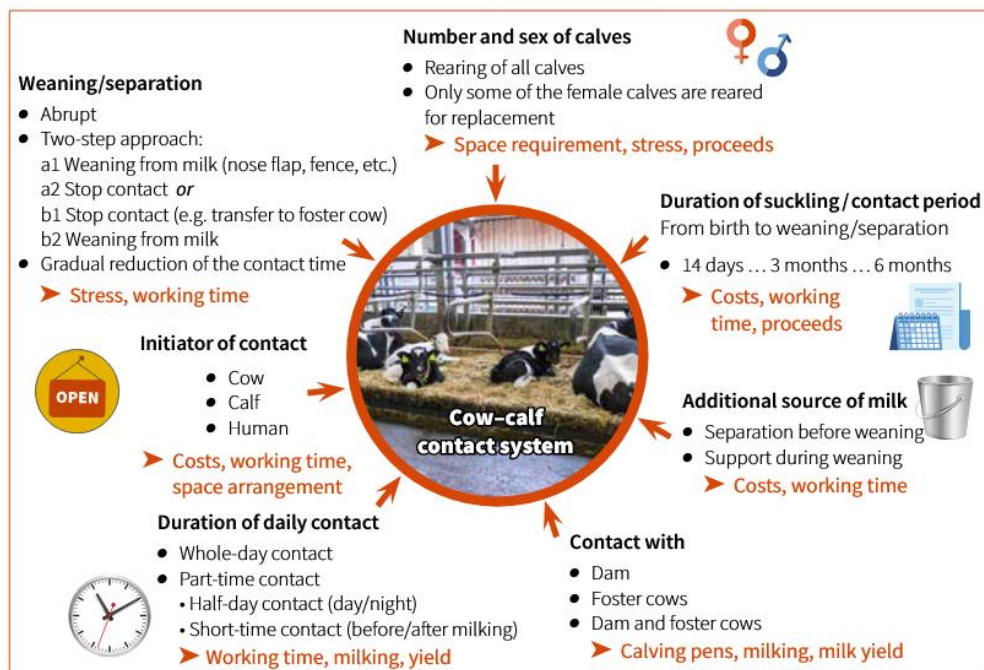 Number and sex of calves
● Rearing of all calves
● Only some of the female calves are reared
for replacement
➤ Space requirement, stress, proceeds
Weaning/separation
● Abrupt
● Two-step approach:
a1 Weaning from milk (nose flap, fence, etc.)
a2 Stop contact or
b1 Stop contact (e.g. transfer to foster cow)
b2 Weaning from milk
● Gradual reduction of the contact time
➤ Stress, working time
Duration of suckling/contact period
From birth to weaning/separation
● 14 days … 3 months … 6 months
➤ Costs, working
time, proceeds
Initiator of contact
● Cow
● Calf
● Human
➤ Costs, working time,
space arrangement
OPEN
Cow–calf
contact system
Additional source of milk
● Separation before weaning
● Support during weaning
➤ Costs, working time
Duration of daily contact
● Whole-day contact
● Part-time contact
• Half-day contact (day/night)
• Short-time contact (before/after milking)
➤ Working time, milking, yield
Contact with
● Dam
● Foster cows
● Dam and foster cows
➤ Calving pens, milking, milk yield